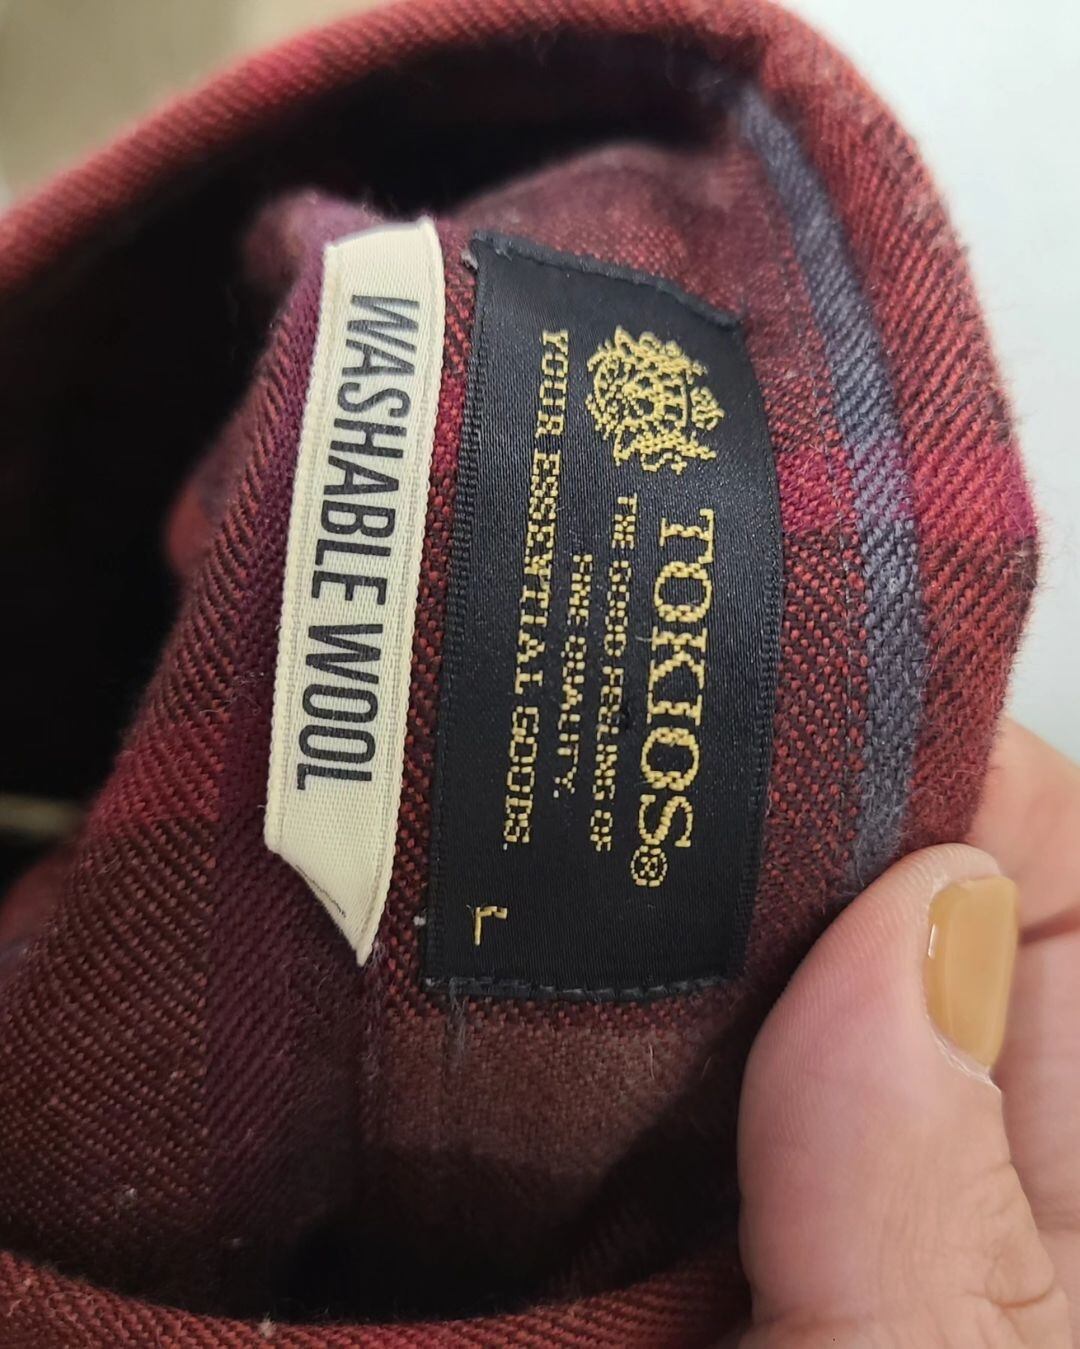 TOKIOS®
THE GOOD FEELING OF
FINE QUALITY.
YOUR ESSENTIAL GOODS.
L
WASHABLE WOOL